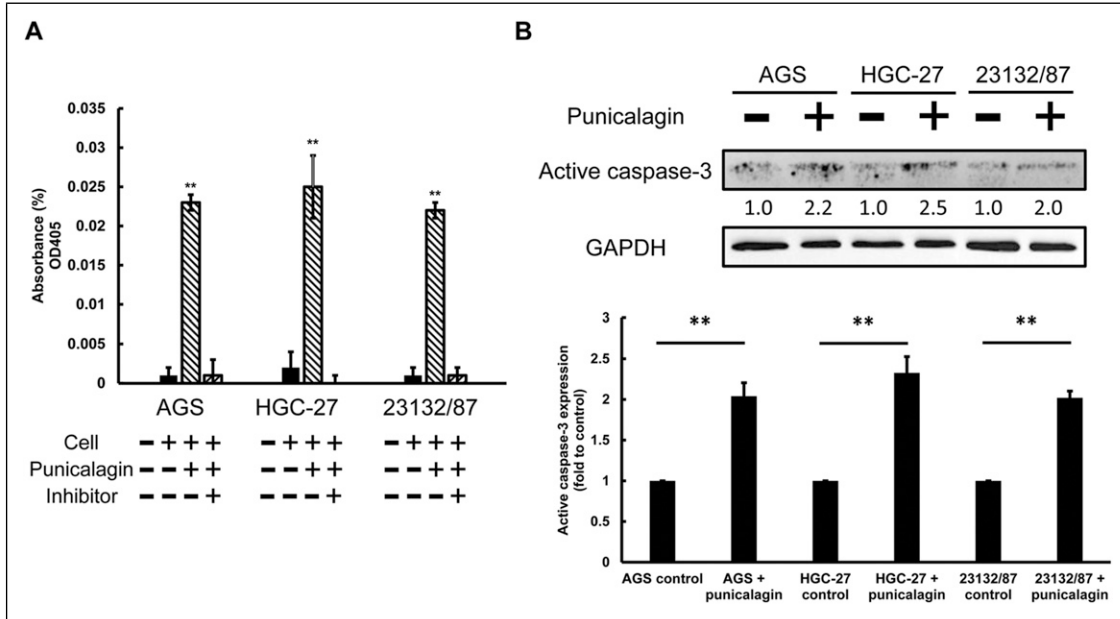 A
Absorbance (%)
OD405
0.035
0.03
0.025
0.02
0.015
0.01
0.005
0
**
**
**
AGS HGC-27 23132/87
Cell − + + + − + + + − + + +
Punicalagin − − + + − − + + − − + +
Inhibitor − − − + − − − + − − − +
B
AGS HGC-27 23132/87
Punicalagin − + − + − +
Active caspase-3
1.0 2.2 1.0 2.5 1.0 2.0
GAPDH
Active caspase-3 expression
(fold to control)
3
2.5
2
1.5
1
0.5
0
** ** **
AGS control AGS + HGC-27 HGC-27 + 23132/87 23132/87 +
punicalagin control punicalagin control punicalagin